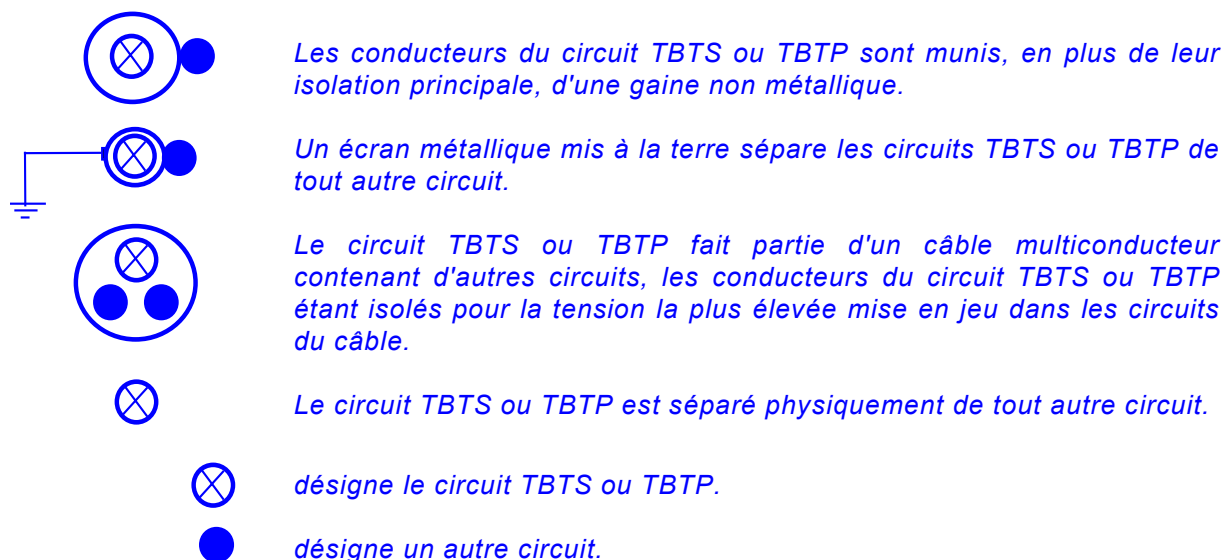 Les conducteurs du circuit TBTS ou TBTP sont munis, en plus de leur
isolation principale, d'une gaine non métallique.
Un écran métallique mis à la terre sépare les circuits TBTS ou TBTP de
tout autre circuit.
Le circuit TBTS ou TBTP fait partie d'un câble multiconducteur
contenant d'autres circuits, les conducteurs du circuit TBTS ou TBTP
étant isolés pour la tension la plus élevée mise en jeu dans les circuits
du câble.
Le circuit TBTS ou TBTP est séparé physiquement de tout autre circuit.
désigne le circuit TBTS ou TBTP.
désigne un autre circuit.